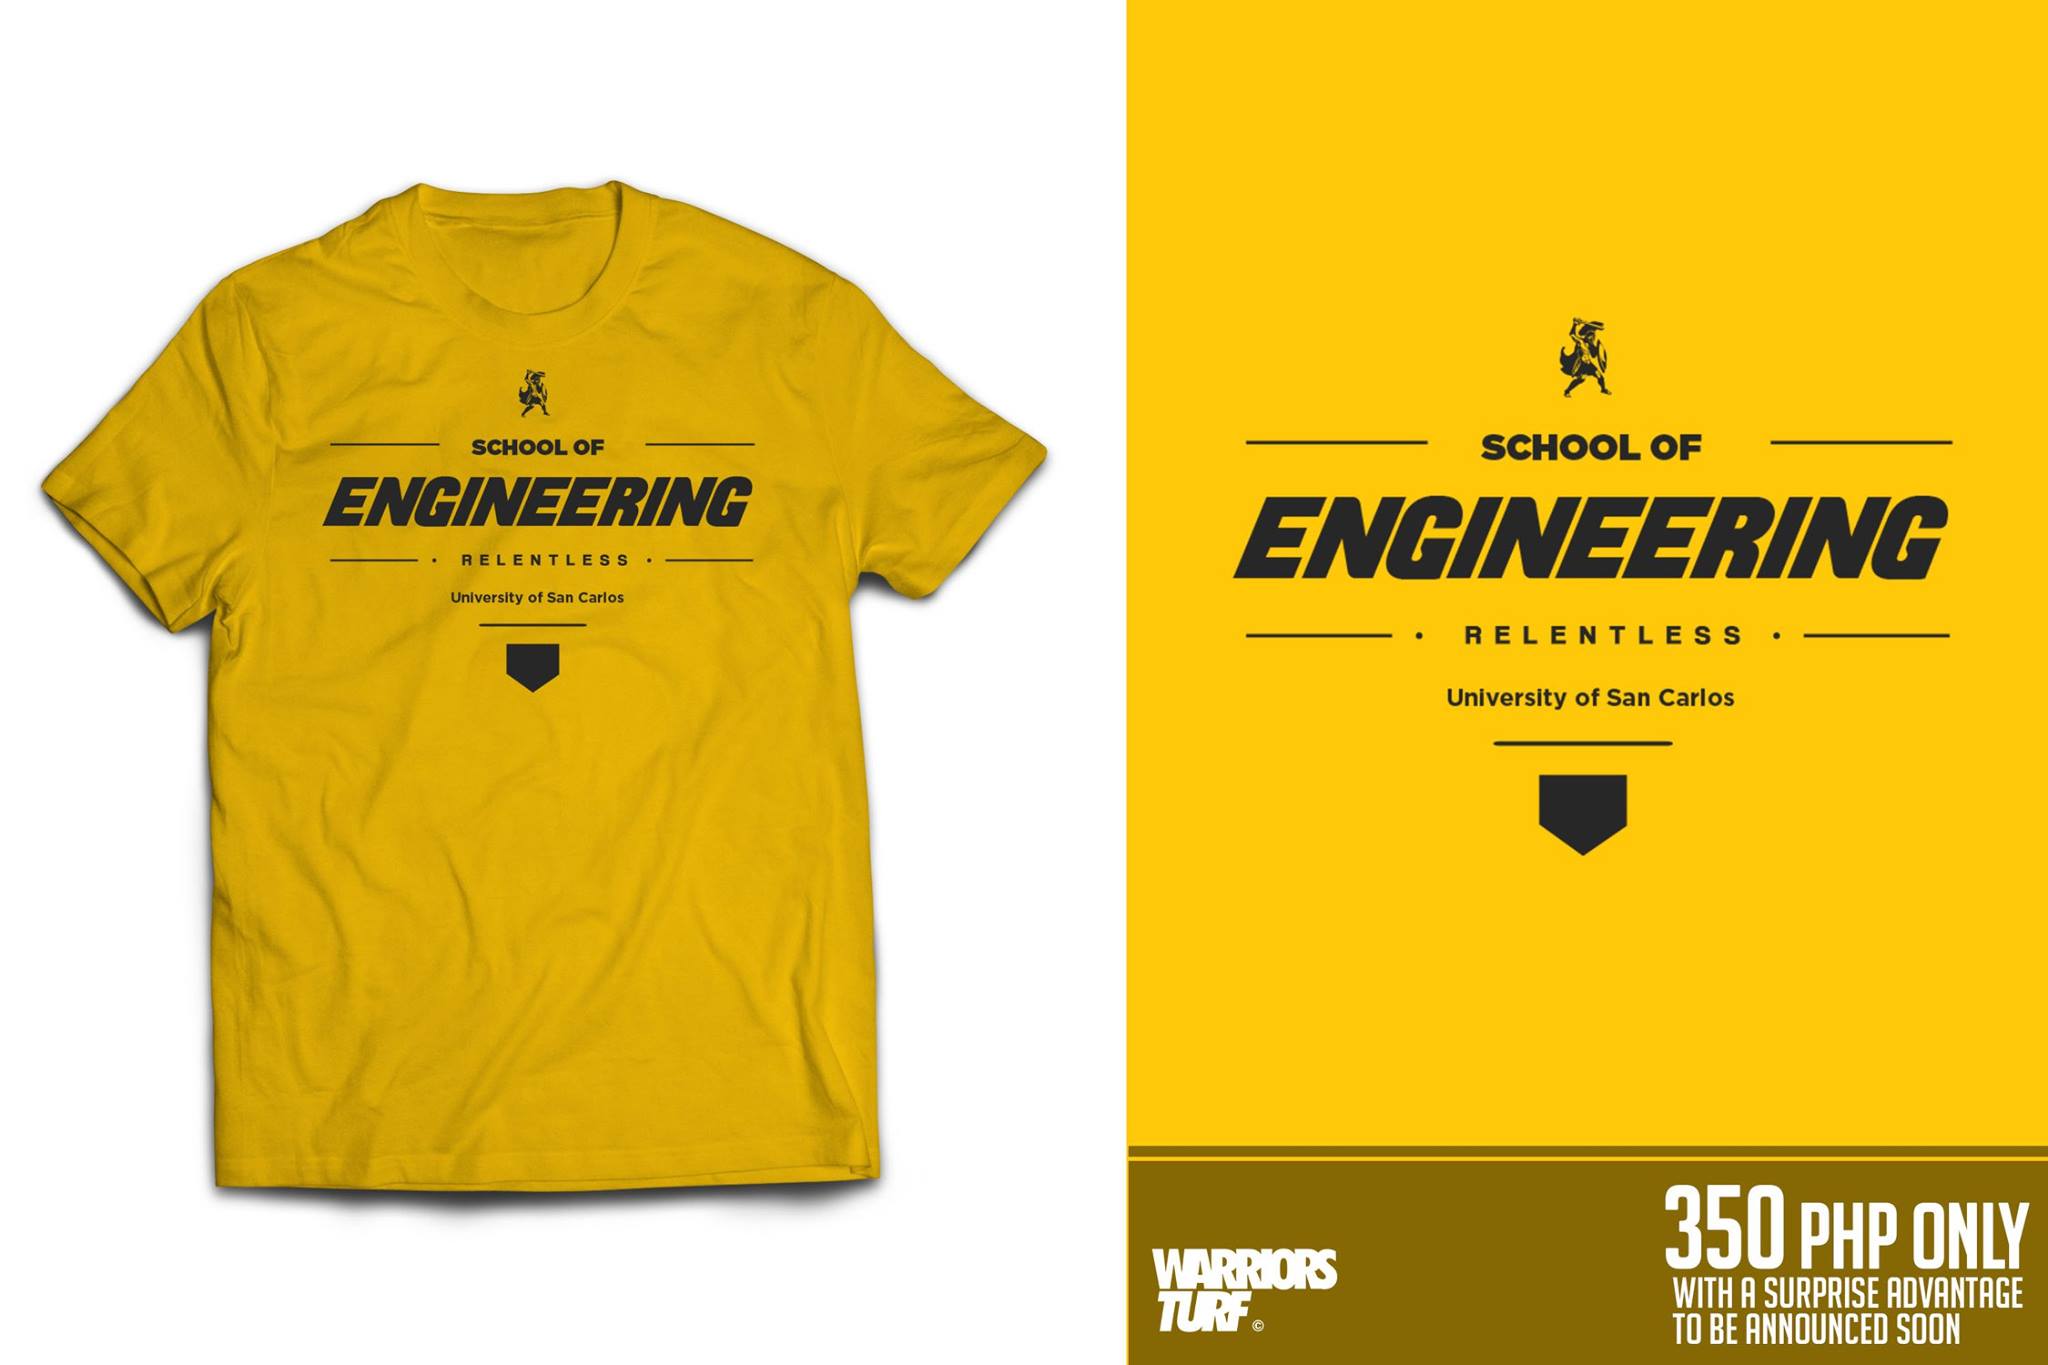 SCHOOL OF
ENGINEERING
· RELENTLESS ·
University of San Carlos
SCHOOL OF
ENGINEERING
· RELENTLESS ·
University of San Carlos
WARRIORS
TURF ©
350 PHP ONLY
WITH A SURPRISE ADVANTAGE
TO BE ANNOUNCED SOON